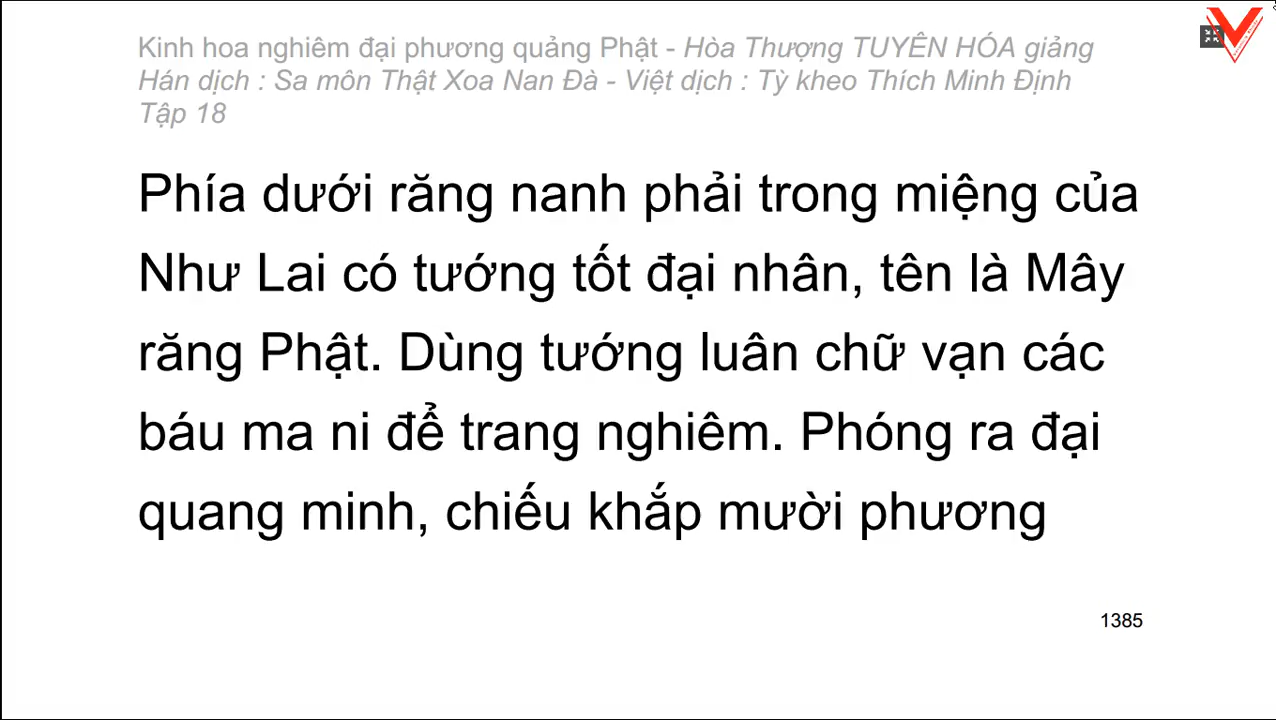 Kinh hoa nghiêm đại phương quảng Phật - Hòa Thượng TUYÊN HÓA giảng
Hán dịch : Sa môn Thật Xoa Nan Đà - Việt dịch : Tỳ kheo Thích Minh Định
Tập 18
Phía dưới răng nanh phải trong miệng của
Như Lai có tướng tốt đại nhân, tên là Mây
răng Phật. Dùng tướng luân chữ vạn các
báu ma ni để trang nghiêm. Phóng ra đại
quang minh, chiếu khắp mười phương
1385